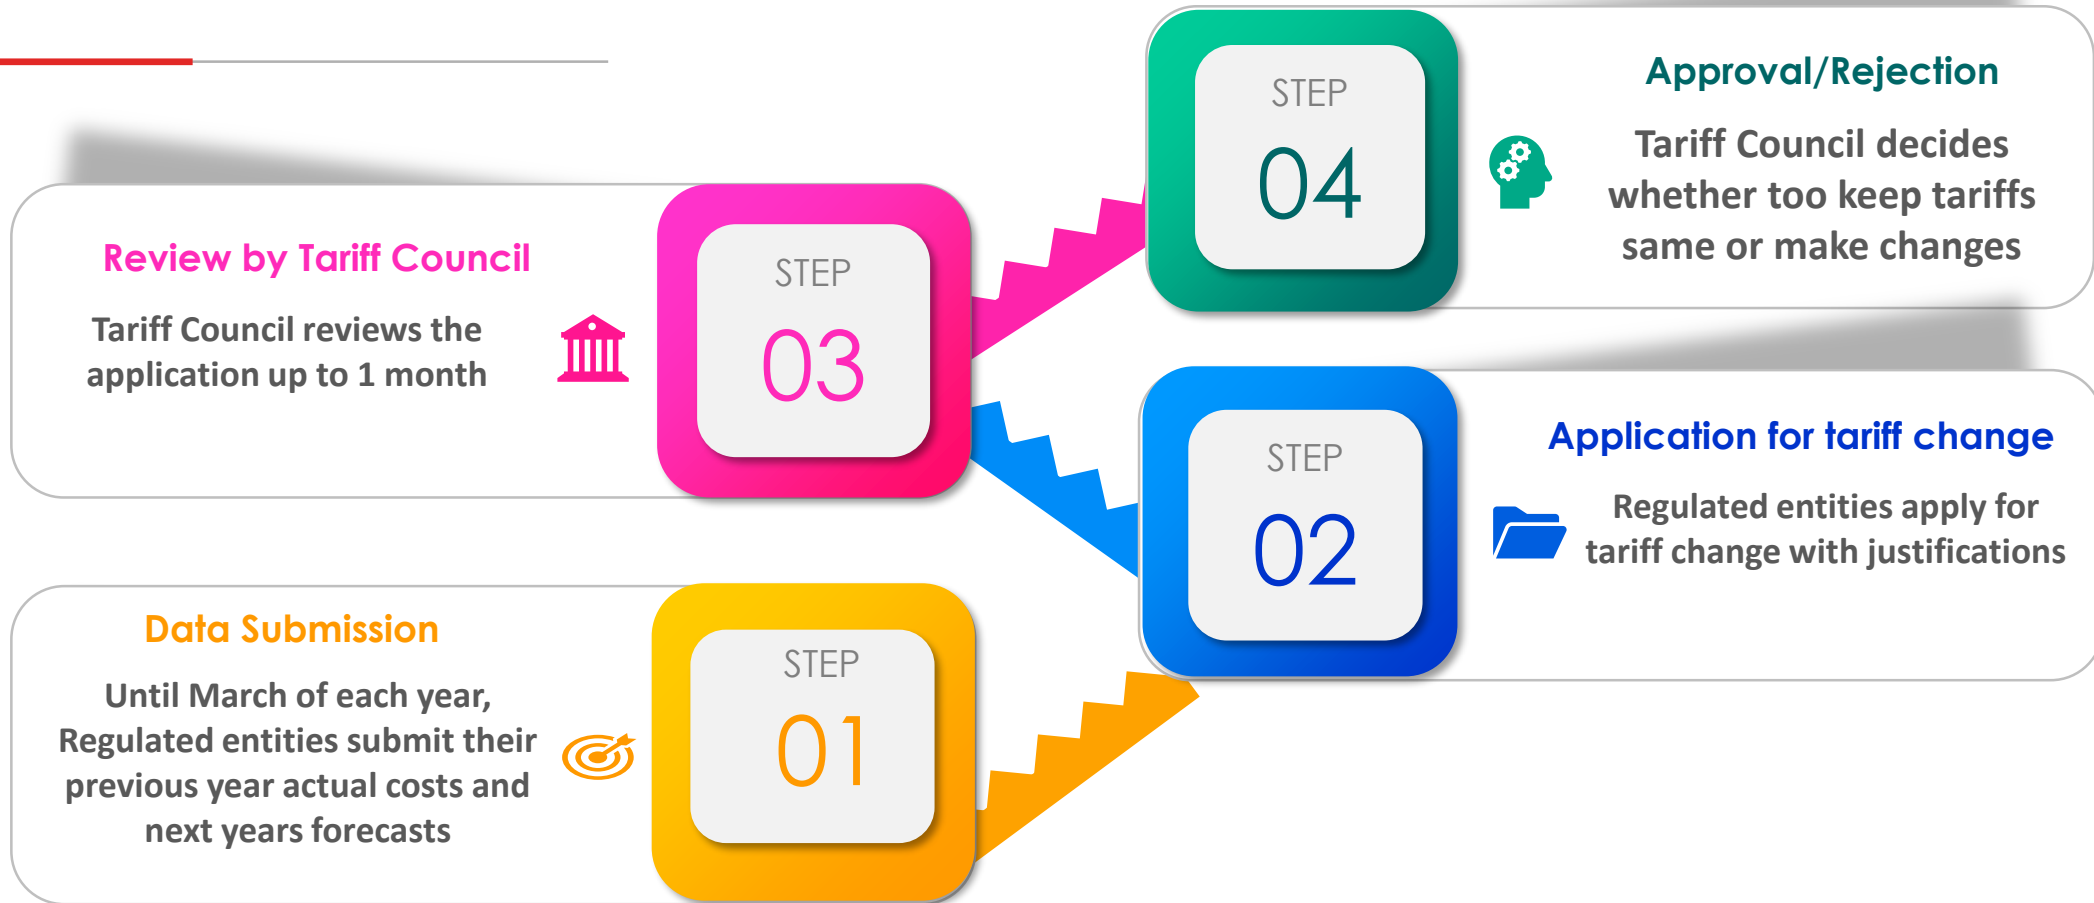 STEP
04
Approval/Rejection
Tariff Council decides
whether too keep tariffs
same or make changes
Review by Tariff Council
Tariff Council reviews the
application up to 1 month
STEP
03
STEP
02
Application for tariff change
Regulated entities apply for
tariff change with justifications
Data Submission
Until March of each year,
Regulated entities submit their
previous year actual costs and
next years forecasts
STEP
01